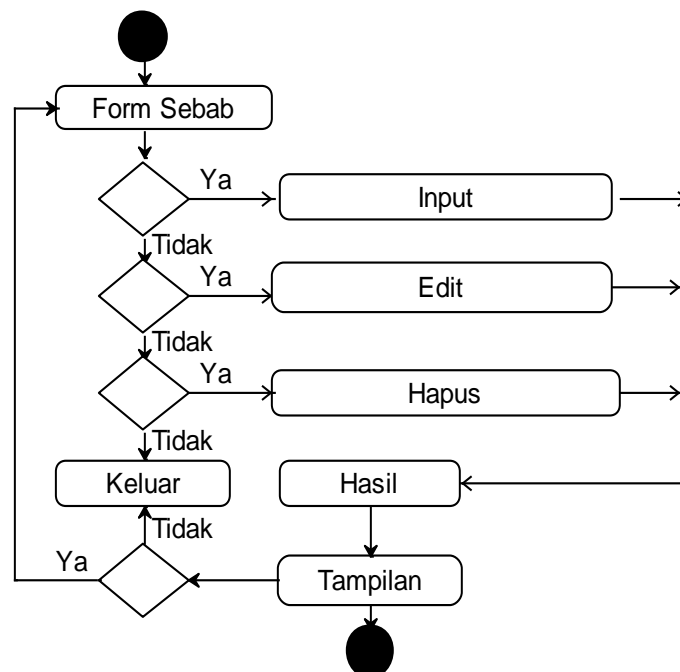 Form Sebab
Ya
Input
Tidak
Ya
Edit
Tidak
Ya
Hapus
Tidak
Keluar
Hasil
Tidak
Ya
Tampilan